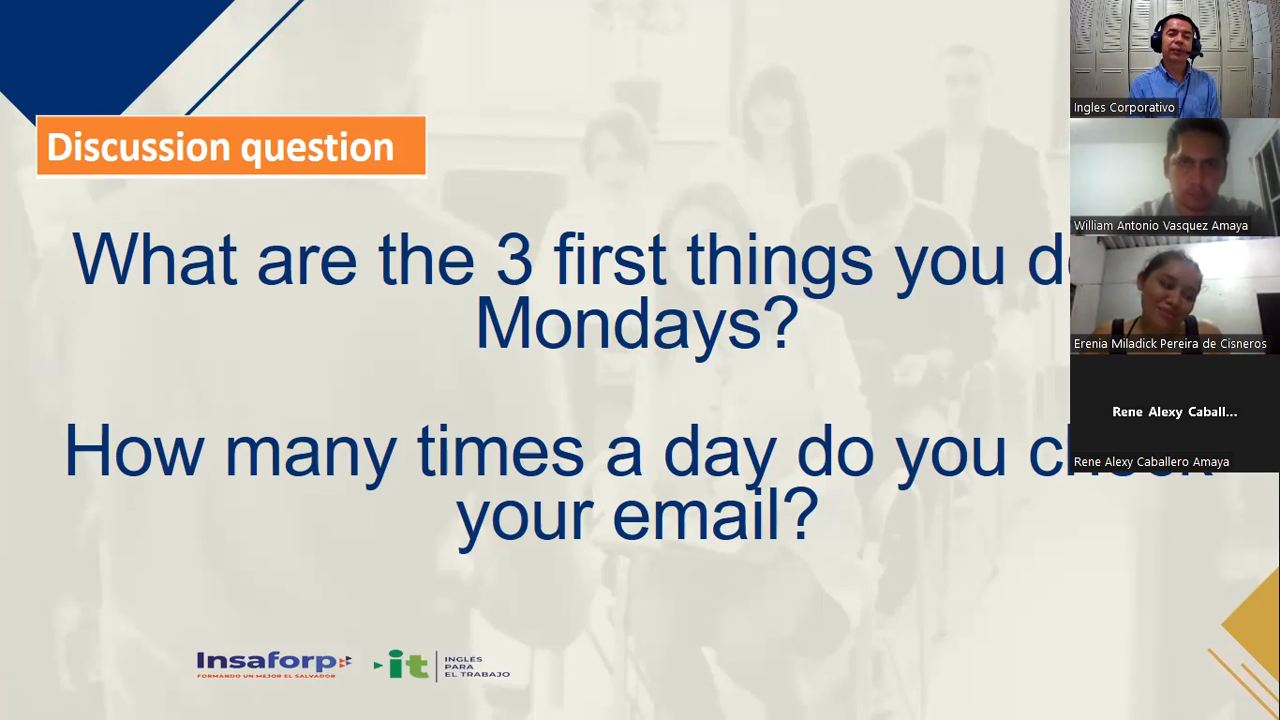 Discussion question
What are the 3 first things you
Mondays?
How many times a day do you
your email?
Insaforp
FORMANDO UN MEJOR EL SALVADOR
it
INGLÉS
PARA
EL TRABAJO
Ingles Corporativo
William Antonio Vasquez Amaya
Erenia Miladick Pereira de Cisneros
Rene Alexy Caball...
Rene Alexy Caballero Amaya